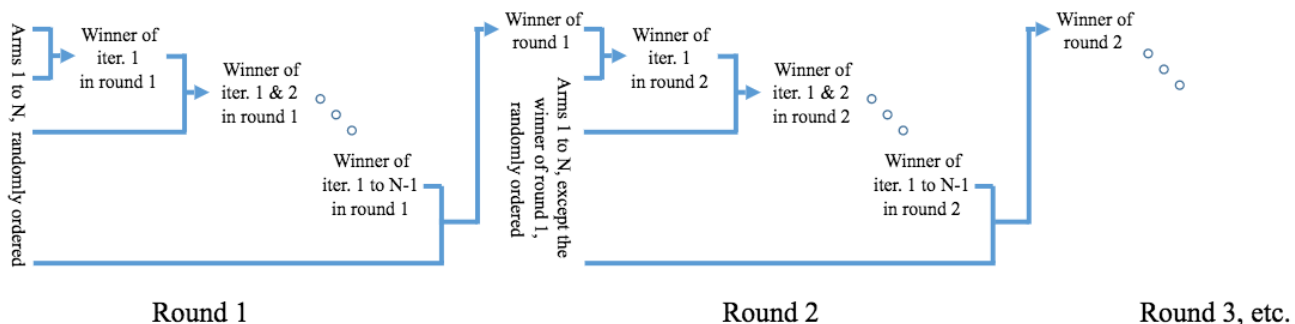 Arms 1 to N, randomly ordered
Winner of
iter. 1
in round 1
Winner of
iter. 1 & 2
in round 1
Winner of
iter. 1 to N-1
in round 1
Winner of
round 1
Arms 1 to N, except the
winner of round 1,
randomly ordered
Winner of
iter. 1
in round 2
Winner of
iter. 1 & 2
in round 2
Winner of
iter. 1 to N-1
in round 2
Winner of
round 2
Round 1
Round 2
Round 3, etc.